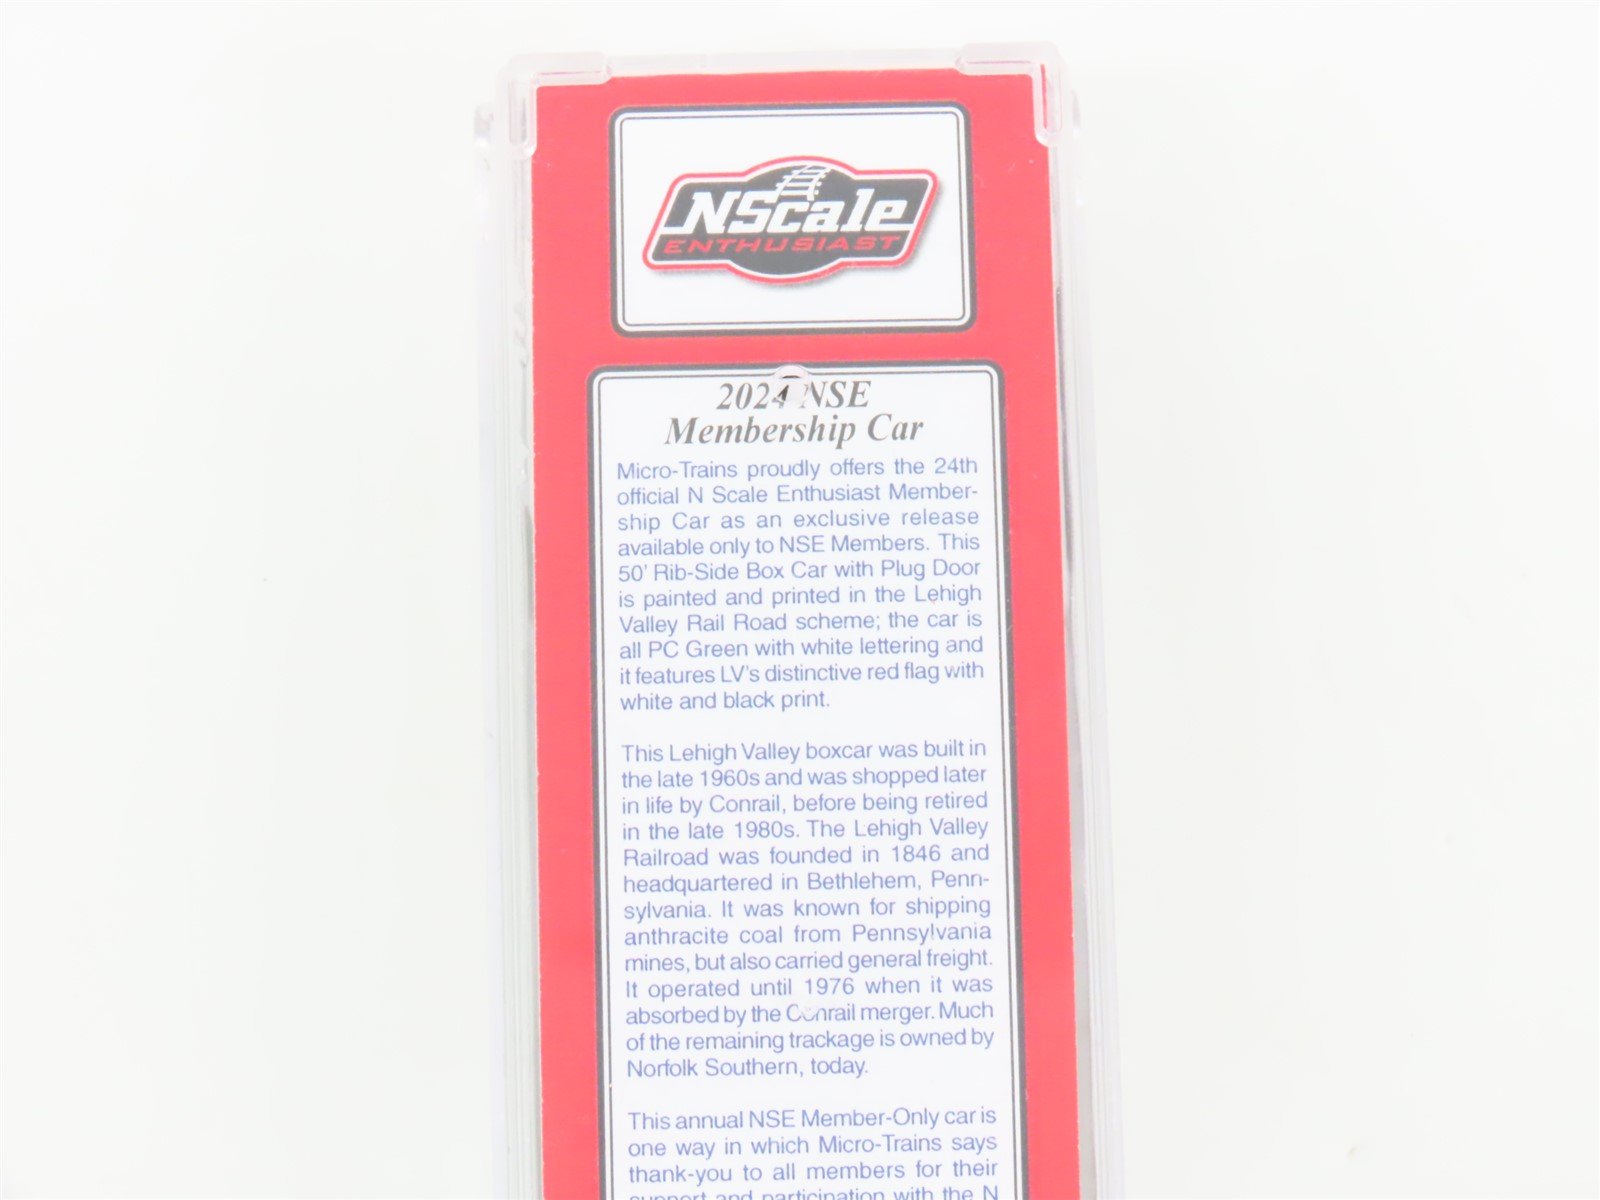 NScale
ENTHUSIAST
2024 NSE
Membership Car
Micro-Trains proudly offers the 24th
official N Scale Enthusiast Member-
ship Car as an exclusive release
available only to NSE Members. This
50' Rib-Side Box Car with Plug Door
is painted and printed in the Lehigh
Valley Rail Road scheme; the car is
all PC Green with white lettering and
it features LV's distinctive red flag with
white and black print.
This Lehigh Valley boxcar was built in
the late 1960s and was shopped later
in life by Conrail, before being retired
in the late 1980s. The Lehigh Valley
Railroad was founded in 1846 and
headquartered in Bethlehem, Penn-
sylvania. It was known for shipping
anthracite coal from Pennsylvania
mines, but also carried general freight.
It operated until 1976 when it was
absorbed by the Conrail merger. Much
of the remaining trackage is owned by
Norfolk Southern, today.
This annual NSE Member-Only car is
one way in which Micro-Trains says
thank-you to all members for their
support and participation with the N